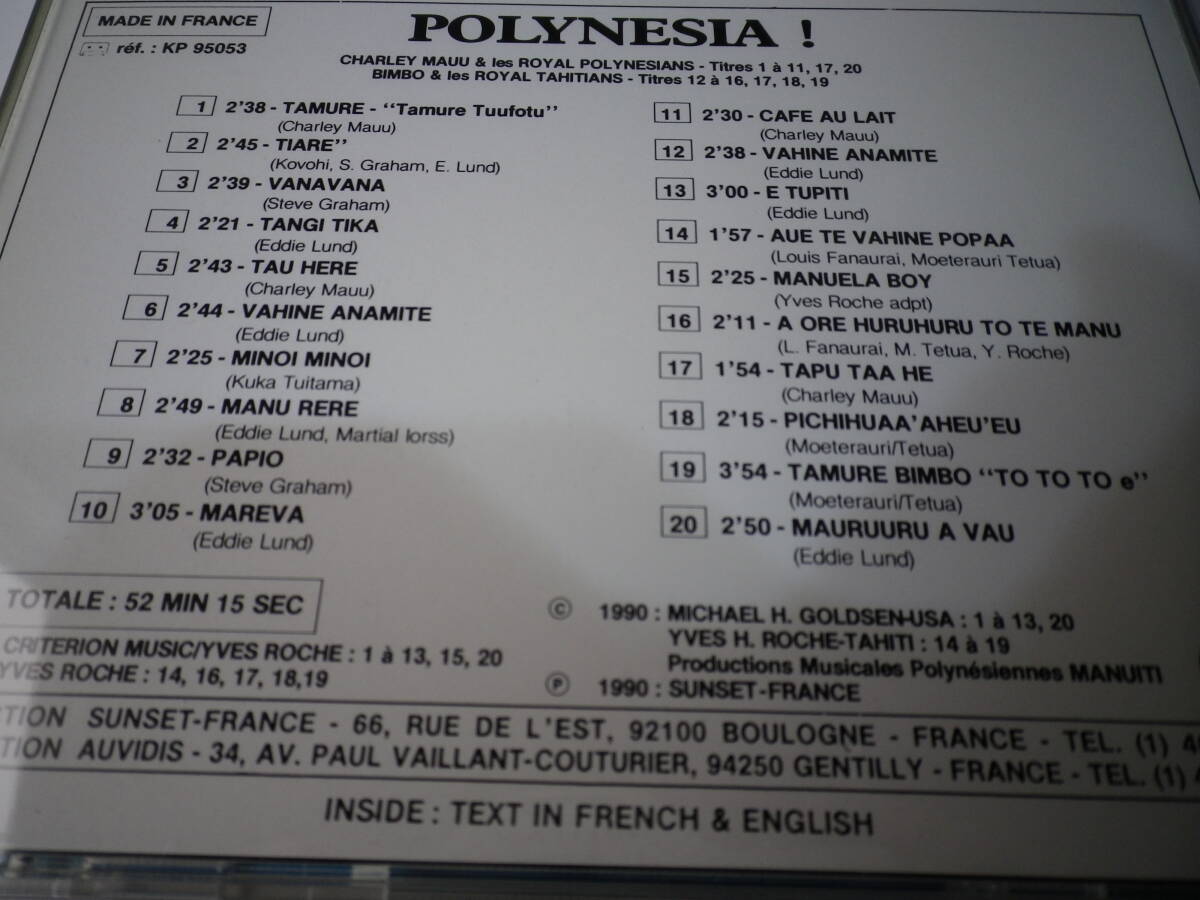 MADE IN FRANCE
réf. : KP 95053
POLYNESIA !
CHARLEY MAUU & les ROYAL POLYNESIANS - Titres 1 à 11, 17, 20
BIMBO & les ROYAL TAHITIANS - Titres 12 à 16, 17, 18, 19
1 2'38 - TAMURE - "Tamure Tuufotu"
(Charley Mauu)
2 2'45 - TIARE"
(Kovohi, S. Graham, E. Lund)
3 2'39 - VANAVANA
(Steve Graham)
4 2'21 - TANGI TIKA
(Eddie Lund)
5 2'43 - TAU HERE
(Charley Mauu)
6 2'44 - VAHINE ANAMITE
(Eddie Lund)
7 2'25 - MINOI MINOI
(Kuka Tuitama)
8 2'49 - MANU RERE
(Eddie Lund, Martial Iorss)
9 2'32 - PAPIO
(Steve Graham)
10 3'05 - MAREVA
(Eddie Lund)
11 2'30 - CAFE AU LAIT
(Charley Mauu)
12 2'38 - VAHINE ANAMITE
(Eddie Lund)
13 3'00 - E TUPITI
(Eddie Lund)
14 1'57 - AUE TE VAHINE POPAA
(Louis Fanaurai, Moeterauri Tetua)
15 2'25 - MANUELA BOY
(Yves Roche adpt)
16 2'11 - A ORE HURUHURU TO TE MANU
(L. Fanaurai, M. Tetua, Y. Roche)
17 1'54 - TAPU TAA HE
(Charley Mauu)
18 2'15 - PICHIHUAA'AHEU'EU
(Moeterauri/Tetua)
19 3'54 - TAMURE BIMBO "TO TO TO e"
(Moeterauri/Tetua)
20 2'50 - MAURUURU A VAU
(Eddie Lund)
TOTALE : 52 MIN 15 SEC
CRITERION MUSIC/YVES ROCHE : 1 à 13, 15, 20
YVES ROCHE : 14, 16, 17, 18,19
© 1990 : MICHAEL H. GOLDSEN-USA : 1 à 13, 20
YVES H. ROCHE-TAHITI : 14 à 19
Productions Musicales Polynésiennes MANUITI
℗ 1990 : SUNSET-FRANCE
TION SUNSET-FRANCE - 66, RUE DE L'EST, 92100 BOULOGNE - FRANCE - TEL. (1) 4
TION AUVIDIS - 34, AV. PAUL VAILLANT-COUTURIER, 94250 GENTILLY - FRANCE - TEL. (1)
INSIDE : TEXT IN FRENCH & ENGLISH